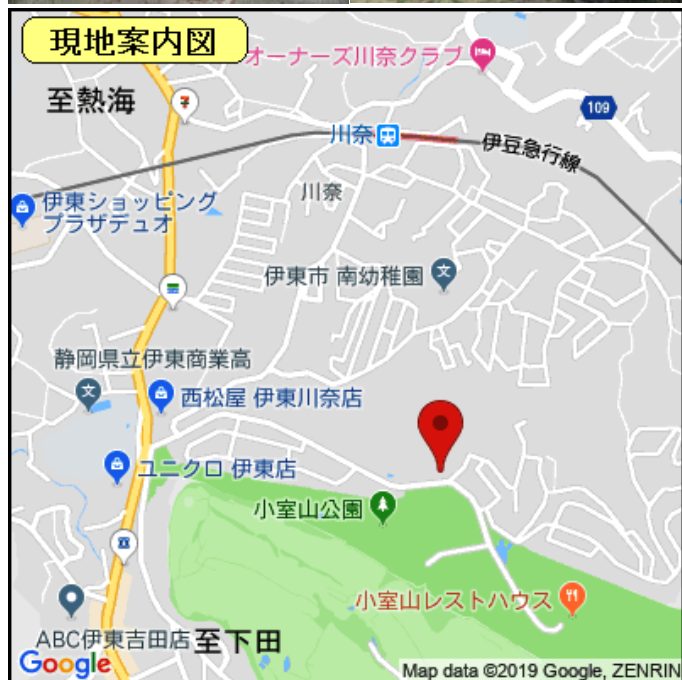 現地案内図
オーナーズ川奈クラブ
至熱海
109
川奈
伊豆急行線
川奈
伊東ショッピング
プラザデュオ
伊東市 南幼稚園
文
静岡県立伊東商業高
文
西松屋 伊東川奈店
ユニクロ 伊東店
小室山公園
小室山レストハウス
ABC伊東吉田店
至下田
Google
Map data ©2019 Google, ZENRIN